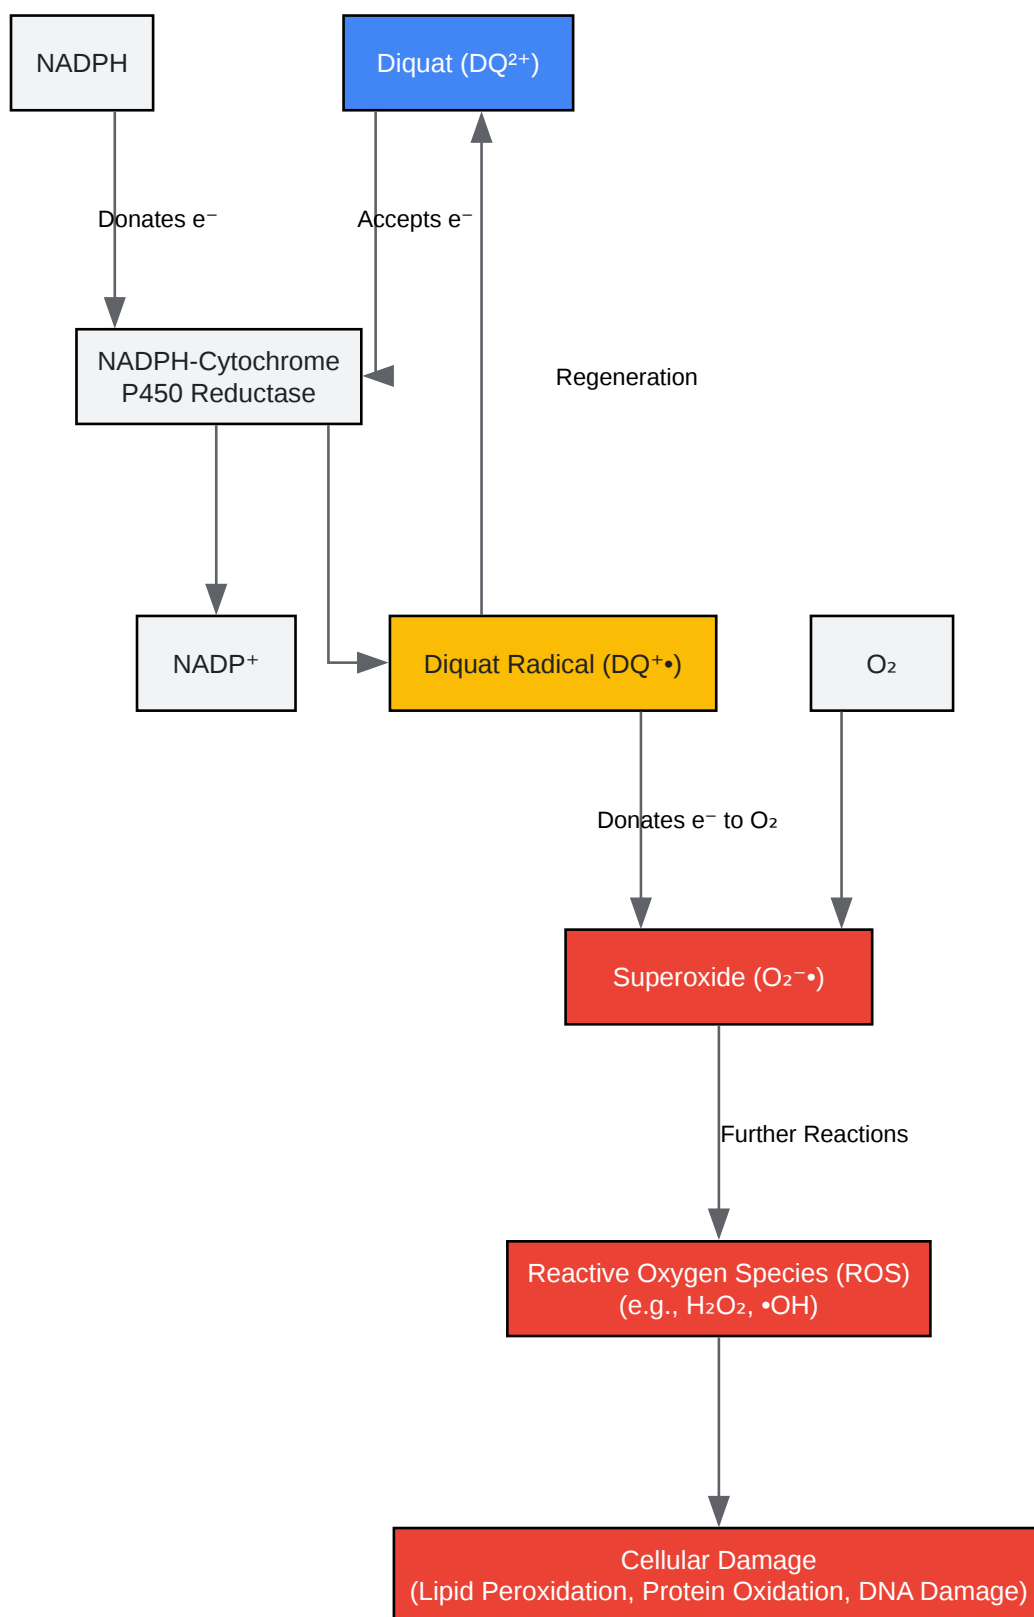 NADPH
Diquat (DQ²⁺)
Donates e⁻
Accepts e⁻
NADPH-Cytochrome
P450 Reductase
Regeneration
NADP⁺
Diquat Radical (DQ⁺•)
O₂
Donates e⁻ to O₂
Superoxide (O₂⁻•)
Further Reactions
Reactive Oxygen Species (ROS)
(e.g., H₂O₂, •OH)
Cellular Damage
(Lipid Peroxidation, Protein Oxidation, DNA Damage)